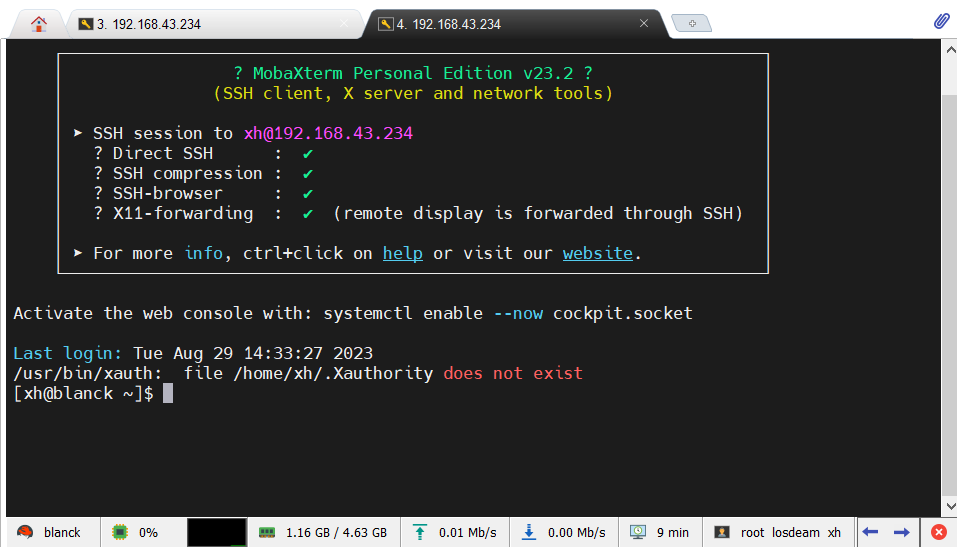 3. 192.168.43.234
4. 192.168.43.234
? MobaXterm Personal Edition v23.2 ?
(SSH client, X server and network tools)
➤ SSH session to xh@192.168.43.234
? Direct SSH : ✔
? SSH compression : ✔
? SSH-browser : ✔
? X11-forwarding : ✔ (remote display is forwarded through SSH)
➤ For more info, ctrl+click on help or visit our website.
Activate the web console with: systemctl enable --now cockpit.socket
Last login: Tue Aug 29 14:33:27 2023
/usr/bin/xauth: file /home/xh/.Xauthority does not exist
[xh@blanck ~]$
blanck 0% 1.16 GB / 4.63 GB 0.01 Mb/s 0.00 Mb/s 9 min root losdeam xh